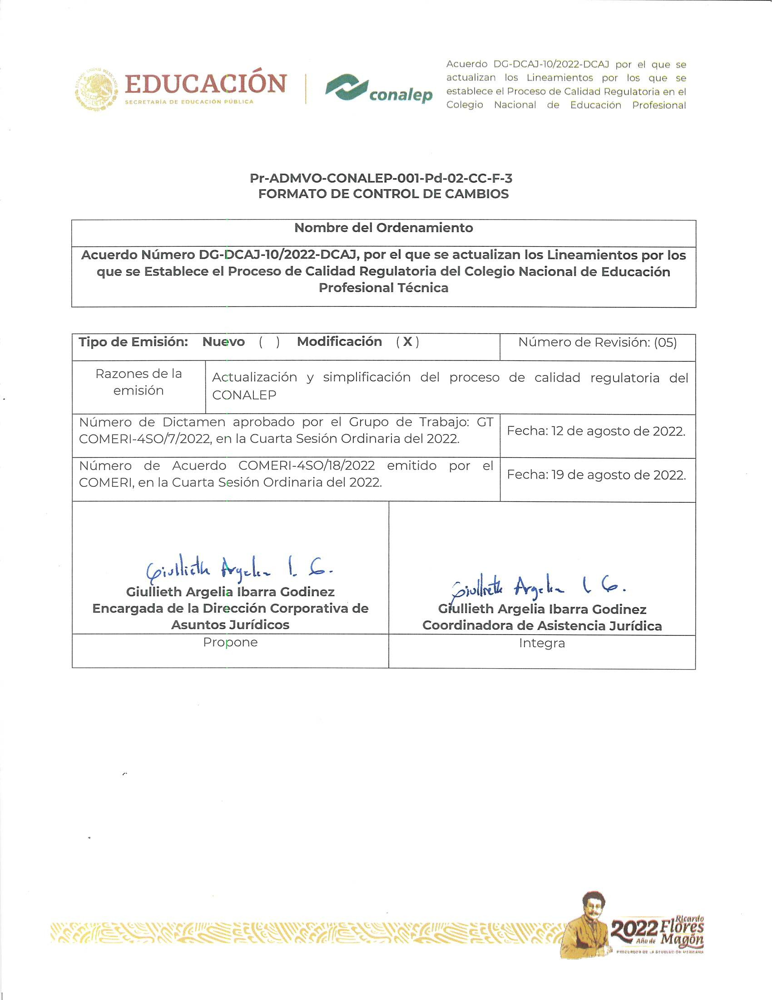 EDUCACIÓN
SECRETARÍA DE EDUCACIÓN PÚBLICA
conalep
Acuerdo DG-DCAJ-10/2022-DCAJ por el que se
actualizan los Lineamientos por los que se
establece el Proceso de Calidad Regulatoria en el
Colegio Nacional de Educación Profesional
Pr-ADMVO-CONALEP-001-Pd-02-CC-F-3
FORMATO DE CONTROL DE CAMBIOS
Nombre del Ordenamiento
Acuerdo Número DG-DCAJ-10/2022-DCAJ, por el que se actualizan los Lineamientos por los
que se Establece el Proceso de Calidad Regulatoria del Colegio Nacional de Educación
Profesional Técnica
Tipo de Emisión: Nuevo ( ) Modificación ( X )
Número de Revisión: (05)
Razones de la
emisión
Actualización y simplificación del proceso de calidad regulatoria del
CONALEP
Número de Dictamen aprobado por el Grupo de Trabajo: GT
COMERI-4SO/7/2022, en la Cuarta Sesión Ordinaria del 2022.
Fecha: 12 de agosto de 2022.
Número de Acuerdo COMERI-4SO/18/2022 emitido por el
COMERI, en la Cuarta Sesión Ordinaria del 2022.
Fecha: 19 de agosto de 2022.
Giullieth Argelia I. G.
Giullieth Argelia Ibarra Godinez
Encargada de la Dirección Corporativa de
Asuntos Jurídicos
Propone
Giullieth Argelia I G.
Giullieth Argelia Ibarra Godinez
Coordinadora de Asistencia Jurídica
Integra
2022 Ricardo
Flores
Año de Magón
PRECURSOR DE LA REVOLUCIÓN MEXICANA